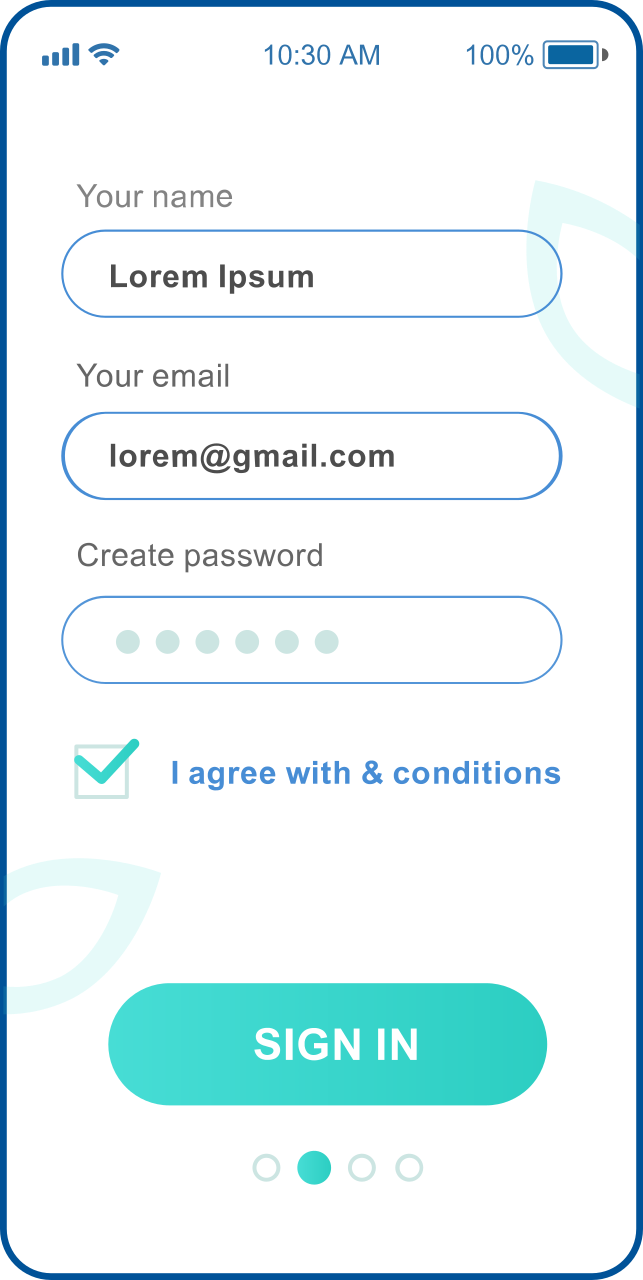 10:30 AM 100%
Your name
Lorem Ipsum
Your email
lorem@gmail.com
Create password
I agree with & conditions
SIGN IN